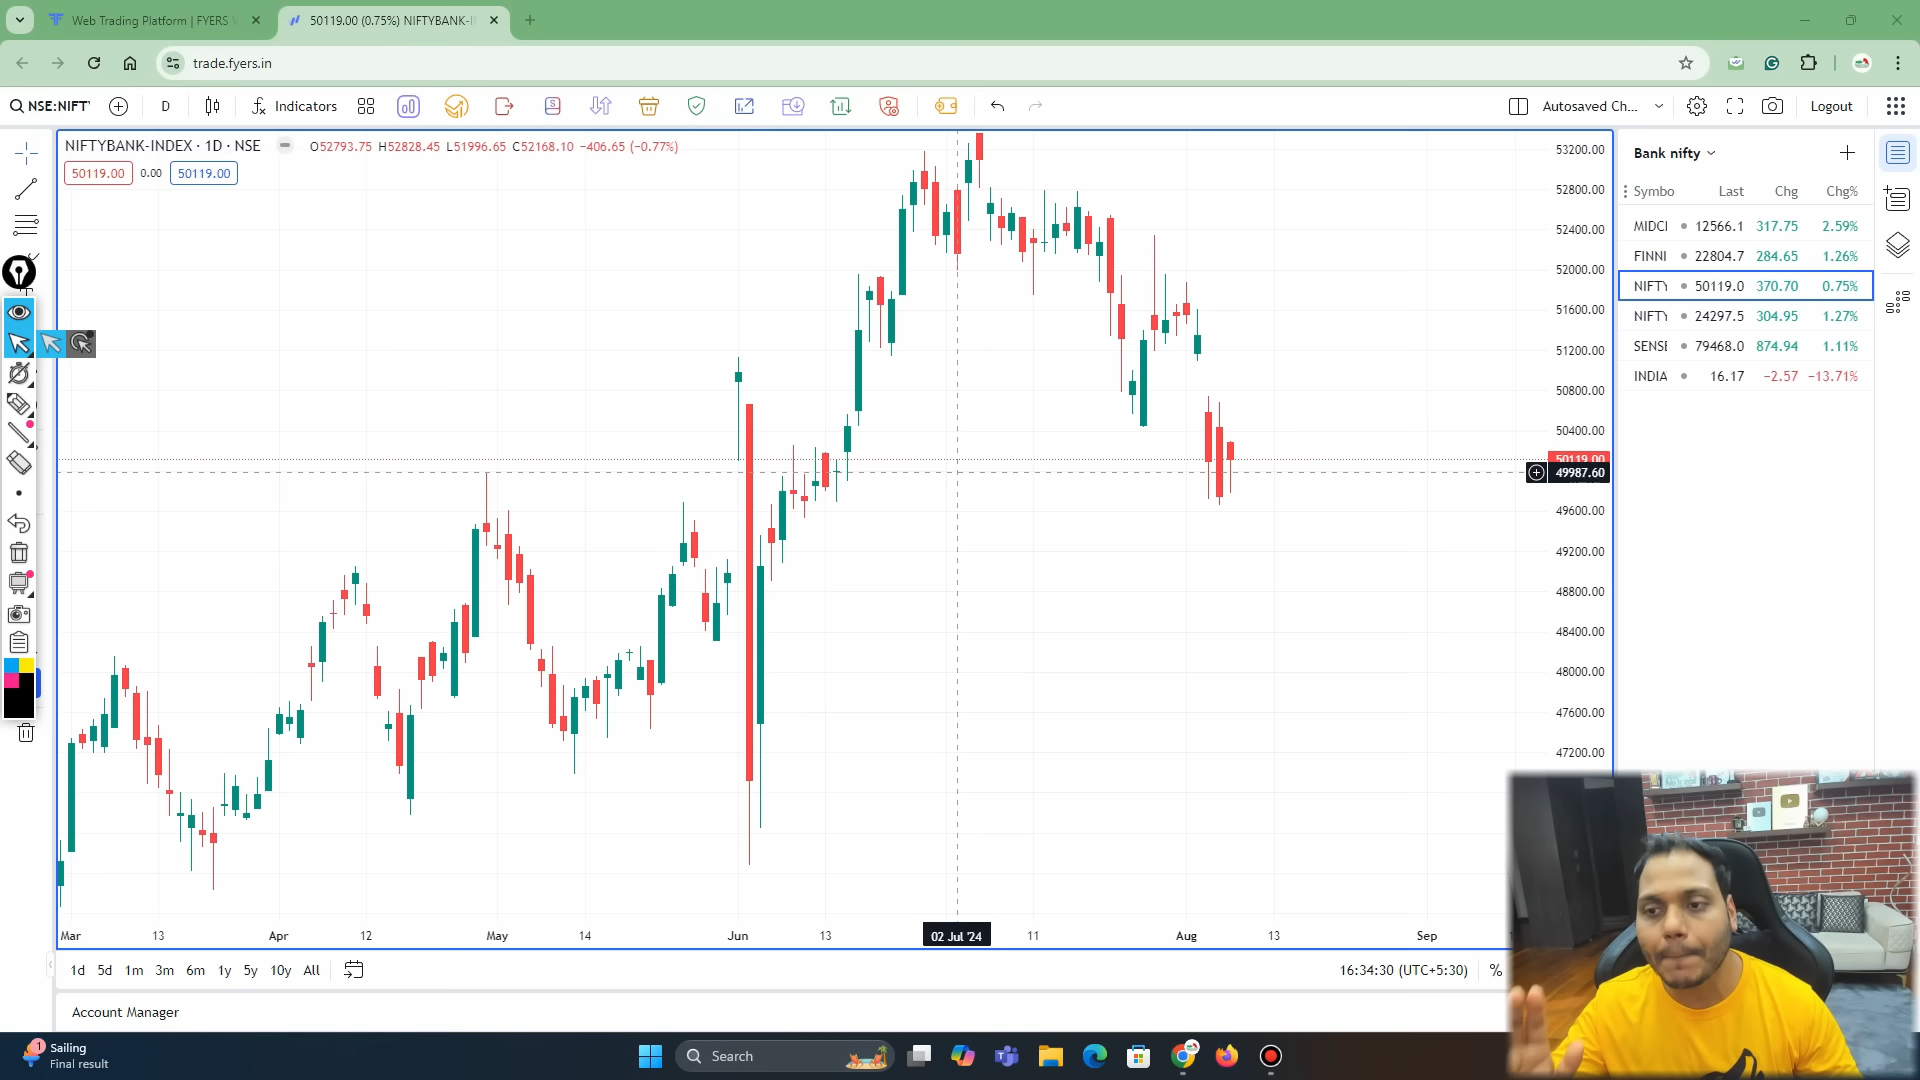 Web Trading Platform | FYERS
50119.00 (0.75%) NIFTYBANK-I
trade.fyers.in
NSE:NIFT
D
Indicators
Autosaved Ch...
Logout
NIFTYBANK-INDEX · 1D · NSE
O52793.75 H52828.45 L51996.65 C52168.10 −406.65 (−0.77%)
50119.00 0.00 50119.00
53200.00
52800.00
52400.00
52000.00
51600.00
51200.00
50800.00
50400.00
50119.00
49987.60
49600.00
49200.00
48800.00
48400.00
48000.00
47600.00
47200.00
Bank nifty
Symbo Last Chg Chg%
MIDCI 12566.1 317.75 2.59%
FINNI 22804.7 284.65 1.26%
NIFTY 50119.0 370.70 0.75%
NIFTY 24297.5 304.95 1.27%
SENSE 79468.0 874.94 1.11%
INDIA 16.17 −2.57 −13.71%
Mar 13 Apr 12 May 14 Jun 13 02 Jul '24 11 Aug 13 Sep
1d 5d 1m 3m 6m 1y 5y 10y All
16:34:30 (UTC+5:30) %
Account Manager
1
Sailing
Final result
Search